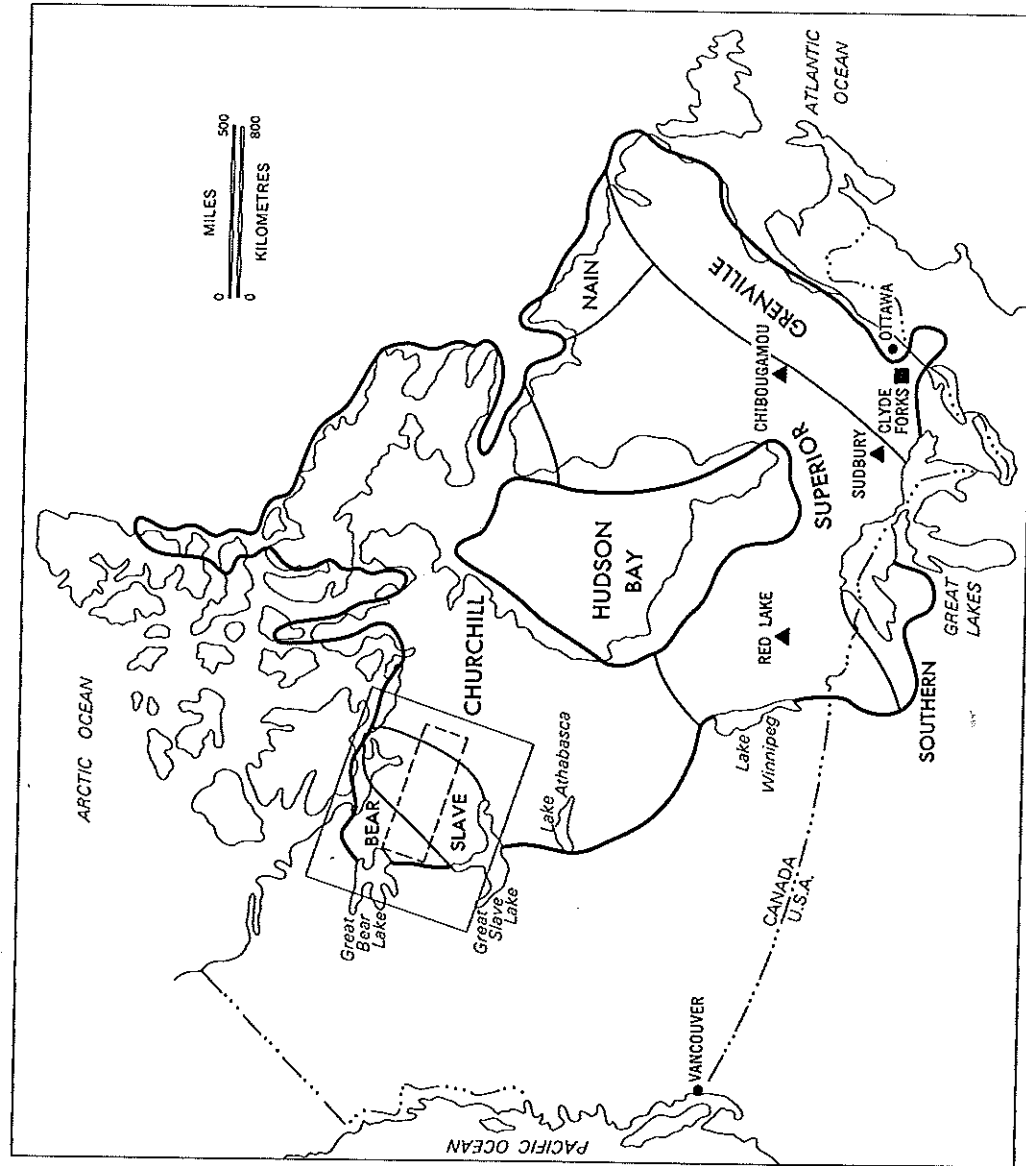 ARCTIC OCEAN
MILES
0 500
0 800
KILOMETRES
Great
Bear
Lake
BEAR
SLAVE
Great
Slave
Lake
CHURCHILL
Lake
Athabasca
HUDSON
BAY
NAIN
GRENVILLE
ATLANTIC
OCEAN
CHIBOUGAMOU
SUPERIOR
SUDBURY
OTTAWA
CLYDE
FORKS
RED LAKE
Lake
Winnipeg
GREAT
LAKES
SOUTHERN
CANADA
U.S.A.
VANCOUVER
PACIFIC OCEAN